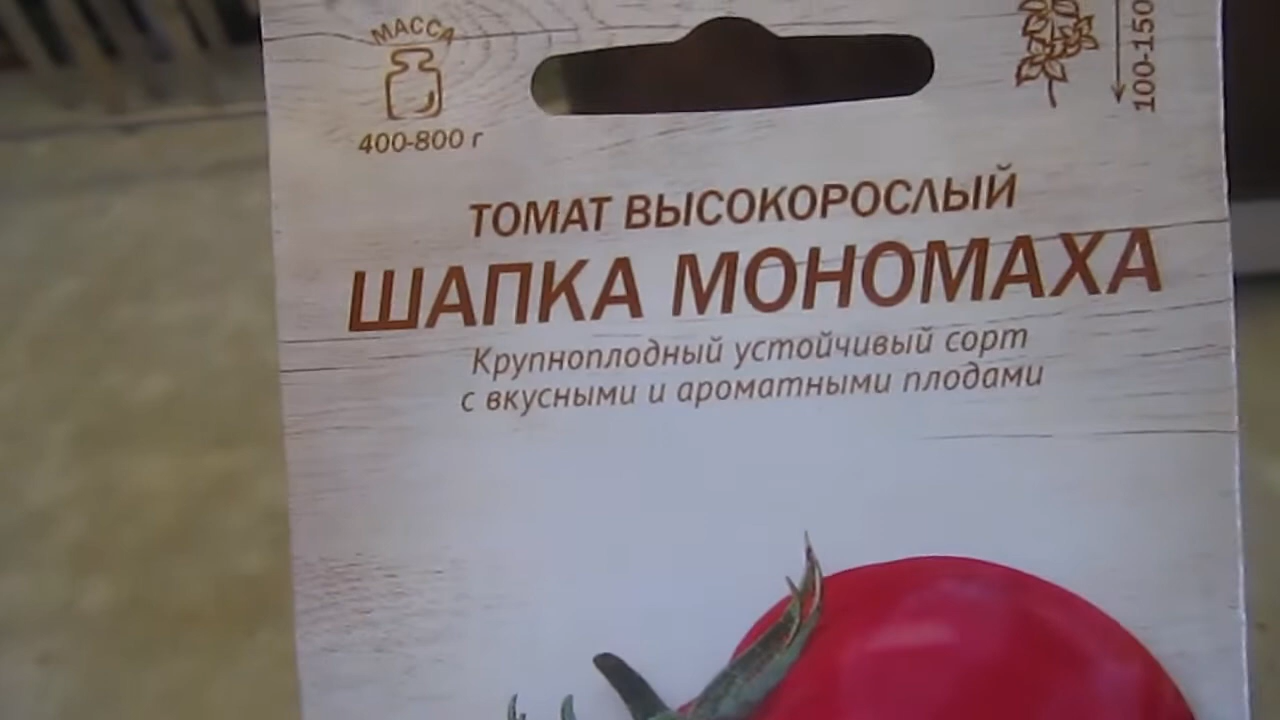 МАССА
400-800 г
100-150
ТОМАТ ВЫСОКОРОСЛЫЙ
ШАПКА МОНОМАХА
Крупноплодный устойчивый сорт
с вкусными и ароматными плодами